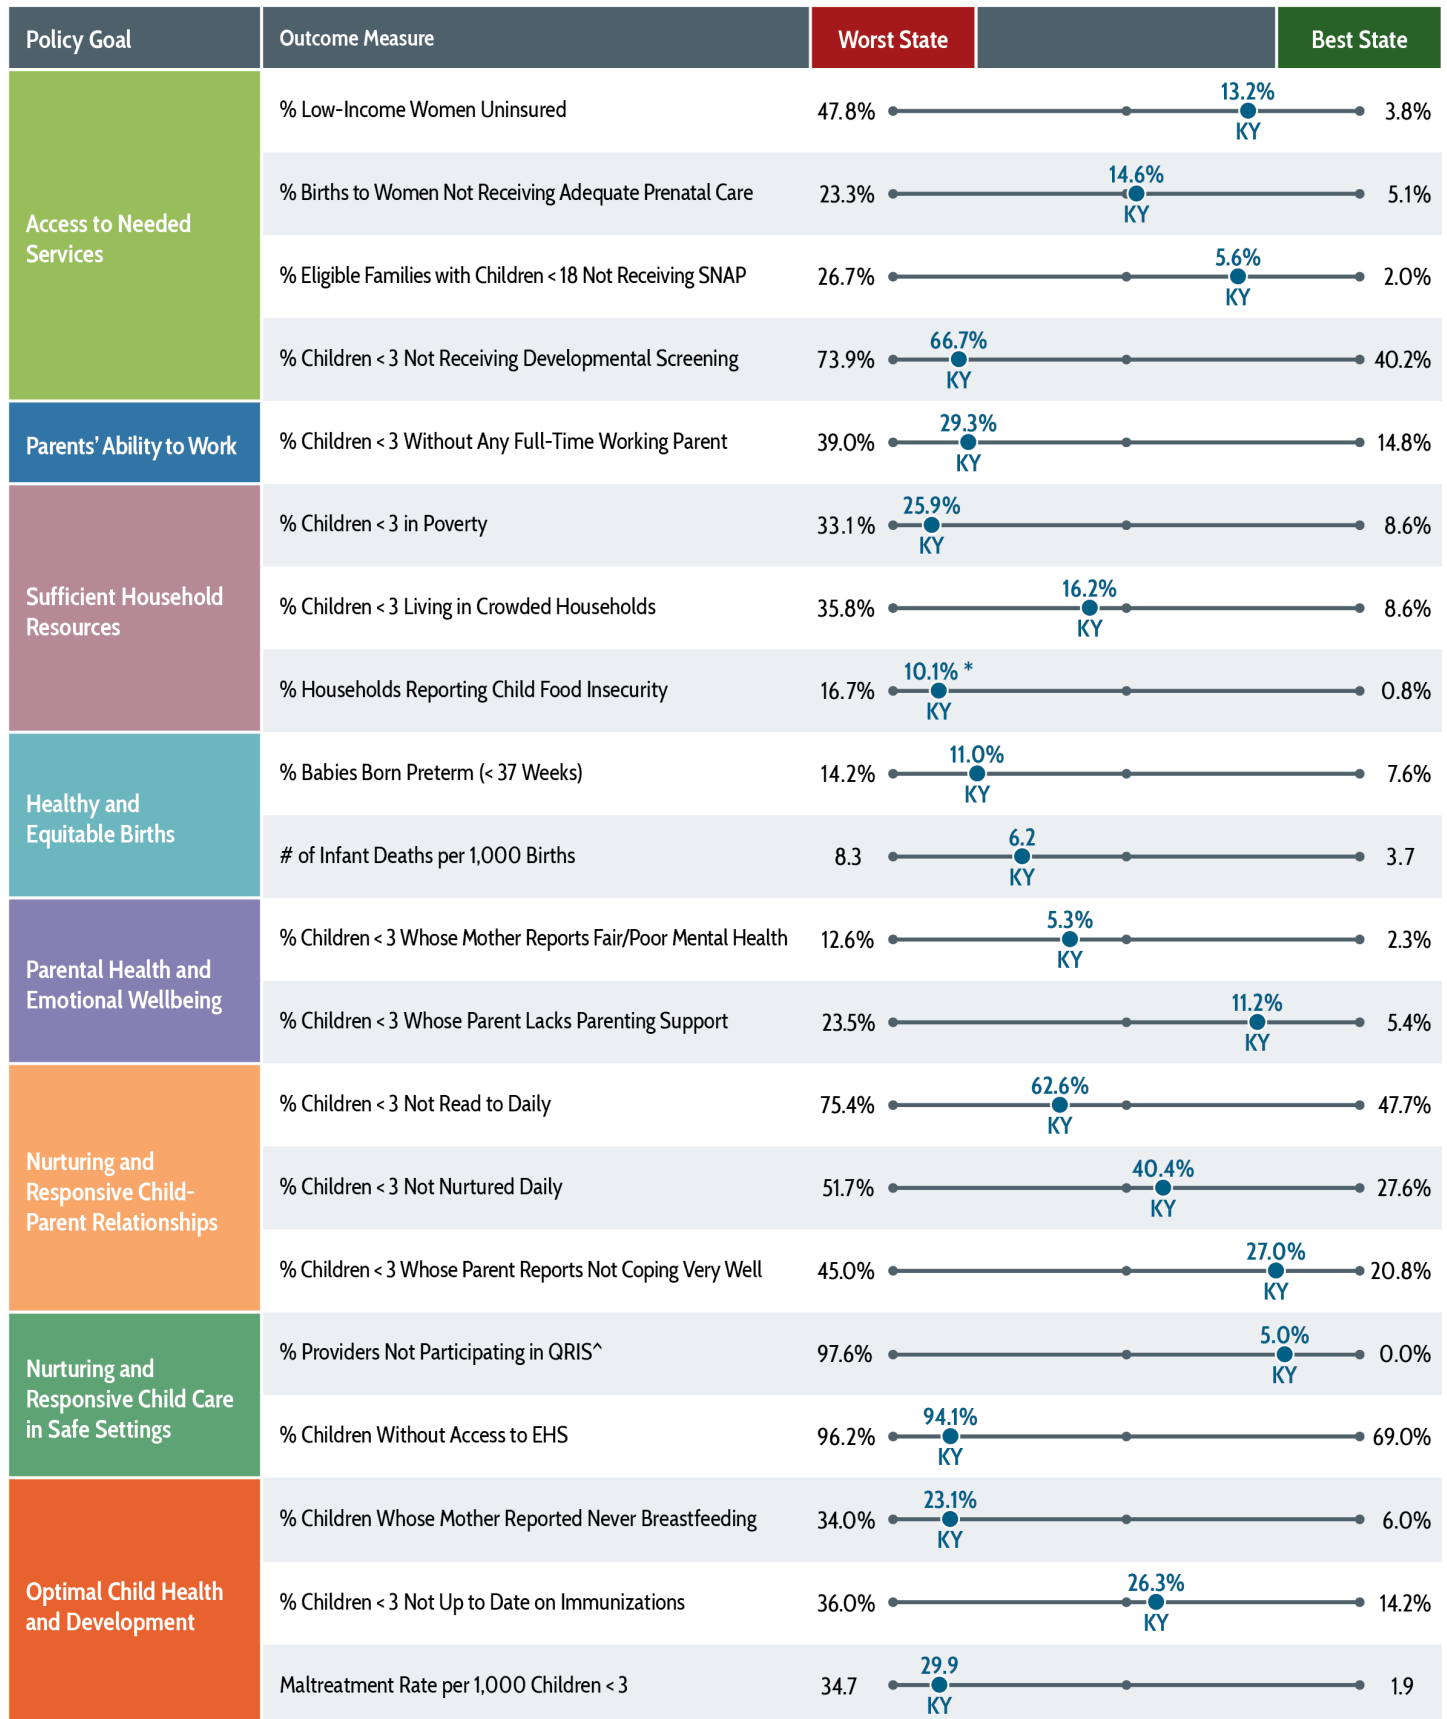 Policy Goal
Outcome Measure
Worst State
Best State
Access to Needed
Services
% Low-Income Women Uninsured
47.8%
13.2%
KY
3.8%
% Births to Women Not Receiving Adequate Prenatal Care
23.3%
14.6%
KY
5.1%
% Eligible Families with Children < 18 Not Receiving SNAP
26.7%
5.6%
KY
2.0%
% Children < 3 Not Receiving Developmental Screening
73.9%
66.7%
KY
40.2%
Parents' Ability to Work
% Children < 3 Without Any Full-Time Working Parent
39.0%
29.3%
KY
14.8%
Sufficient Household
Resources
% Children < 3 in Poverty
33.1%
25.9%
KY
8.6%
% Children < 3 Living in Crowded Households
35.8%
16.2%
KY
8.6%
% Households Reporting Child Food Insecurity
16.7%
10.1% *
KY
0.8%
Healthy and
Equitable Births
% Babies Born Preterm (< 37 Weeks)
14.2%
11.0%
KY
7.6%
# of Infant Deaths per 1,000 Births
8.3
6.2
KY
3.7
Parental Health and
Emotional Wellbeing
% Children < 3 Whose Mother Reports Fair/Poor Mental Health
12.6%
5.3%
KY
2.3%
% Children < 3 Whose Parent Lacks Parenting Support
23.5%
11.2%
KY
5.4%
Nurturing and
Responsive Child-
Parent Relationships
% Children < 3 Not Read to Daily
75.4%
62.6%
KY
47.7%
% Children < 3 Not Nurtured Daily
51.7%
40.4%
KY
27.6%
% Children < 3 Whose Parent Reports Not Coping Very Well
45.0%
27.0%
KY
20.8%
Nurturing and
Responsive Child Care
in Safe Settings
% Providers Not Participating in QRIS^
97.6%
5.0%
KY
0.0%
% Children Without Access to EHS
96.2%
94.1%
KY
69.0%
Optimal Child Health
and Development
% Children Whose Mother Reported Never Breastfeeding
34.0%
23.1%
KY
6.0%
% Children < 3 Not Up to Date on Immunizations
36.0%
26.3%
KY
14.2%
Maltreatment Rate per 1,000 Children < 3
34.7
29.9
KY
1.9